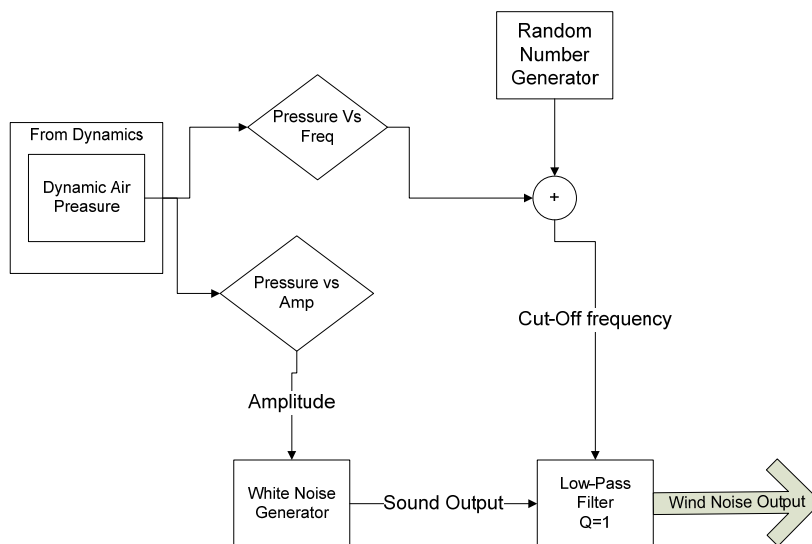 Random
Number
Generator
Pressure Vs
Freq
From Dynamics
Dynamic Air
Preasure
+
Pressure vs
Amp
Cut-Off frequency
Amplitude
White Noise
Generator
Sound Output
Low-Pass
Filter
Q=1
Wind Noise Output